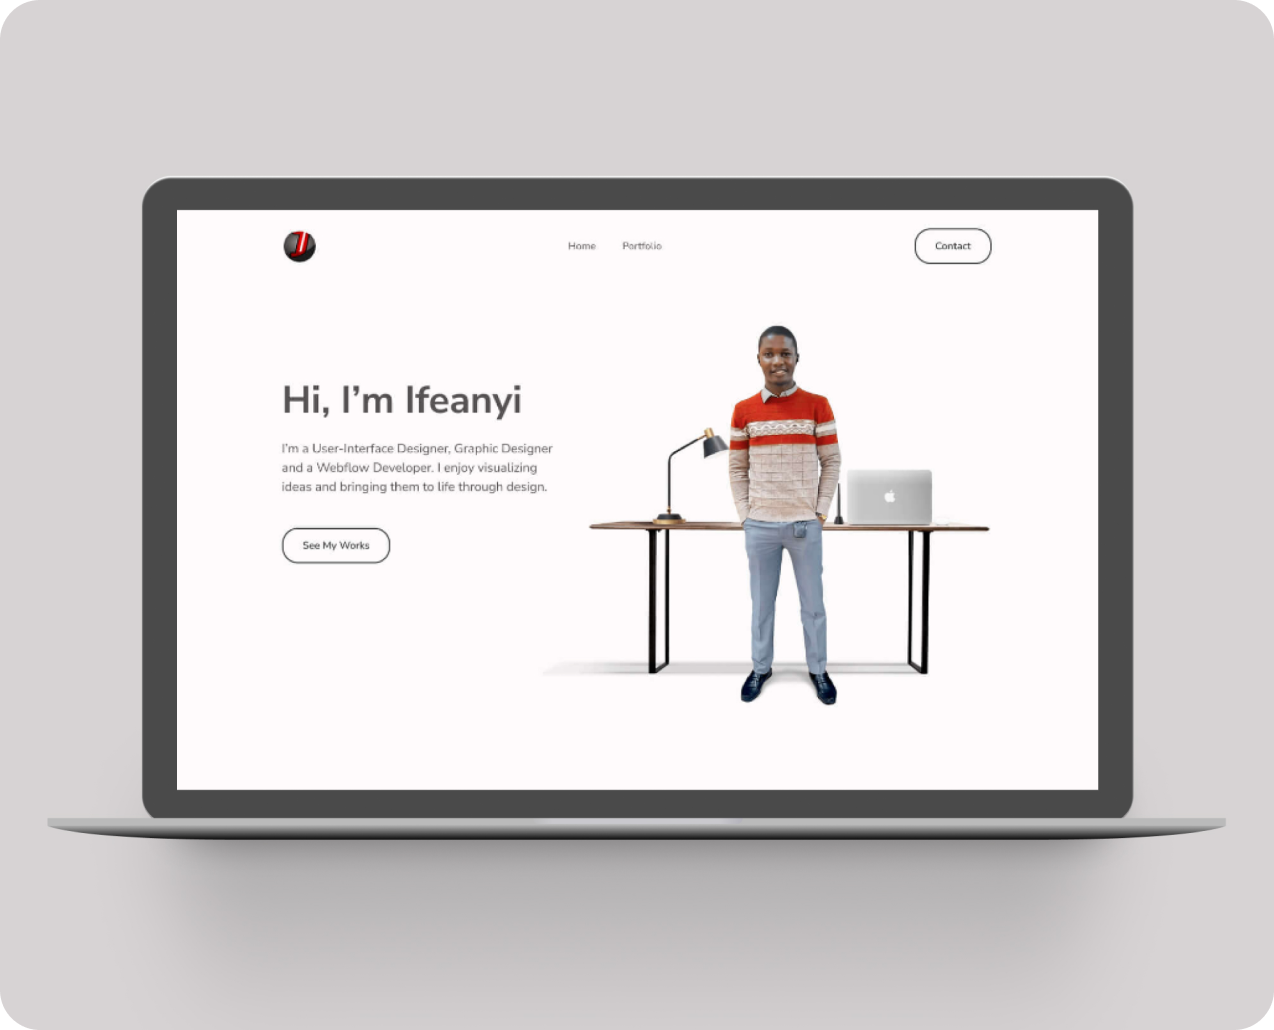 Home
Portfolio
Contact
Hi, I’m Ifeanyi
I’m a User-Interface Designer, Graphic Designer
and a Webflow Developer. I enjoy visualizing
ideas and bringing them to life through design.
See My Works